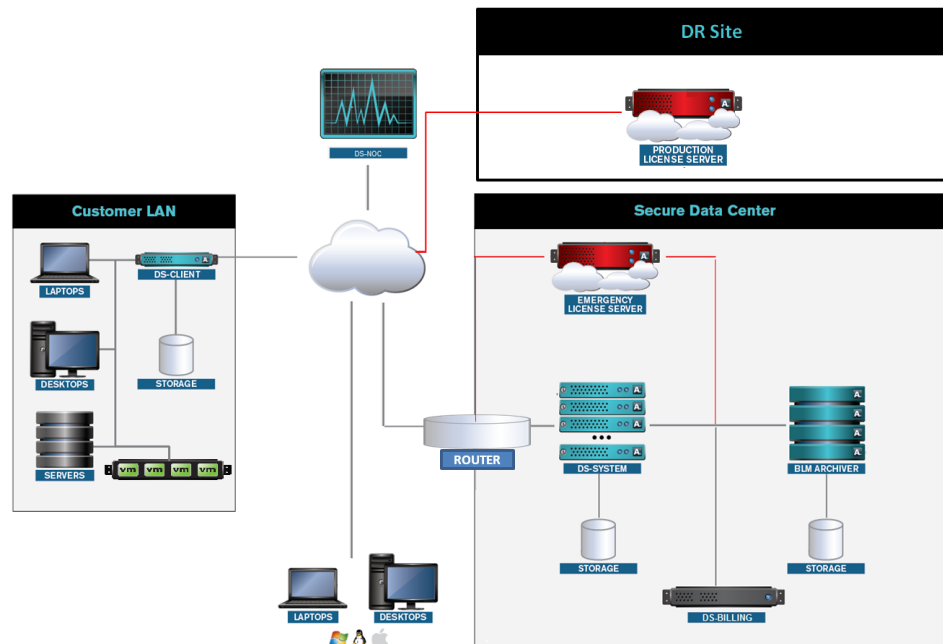 DR Site
PRODUCTION
LICENSE SERVER
DS-NOC
Customer LAN
LAPTOPS
DS-CLIENT
DESKTOPS
STORAGE
SERVERS
vm vm vm vm
Secure Data Center
EMERGENCY
LICENSE SERVER
ROUTER
DS-SYSTEM
BLM ARCHIVER
STORAGE
STORAGE
DS-BILLING
LAPTOPS
DESKTOPS